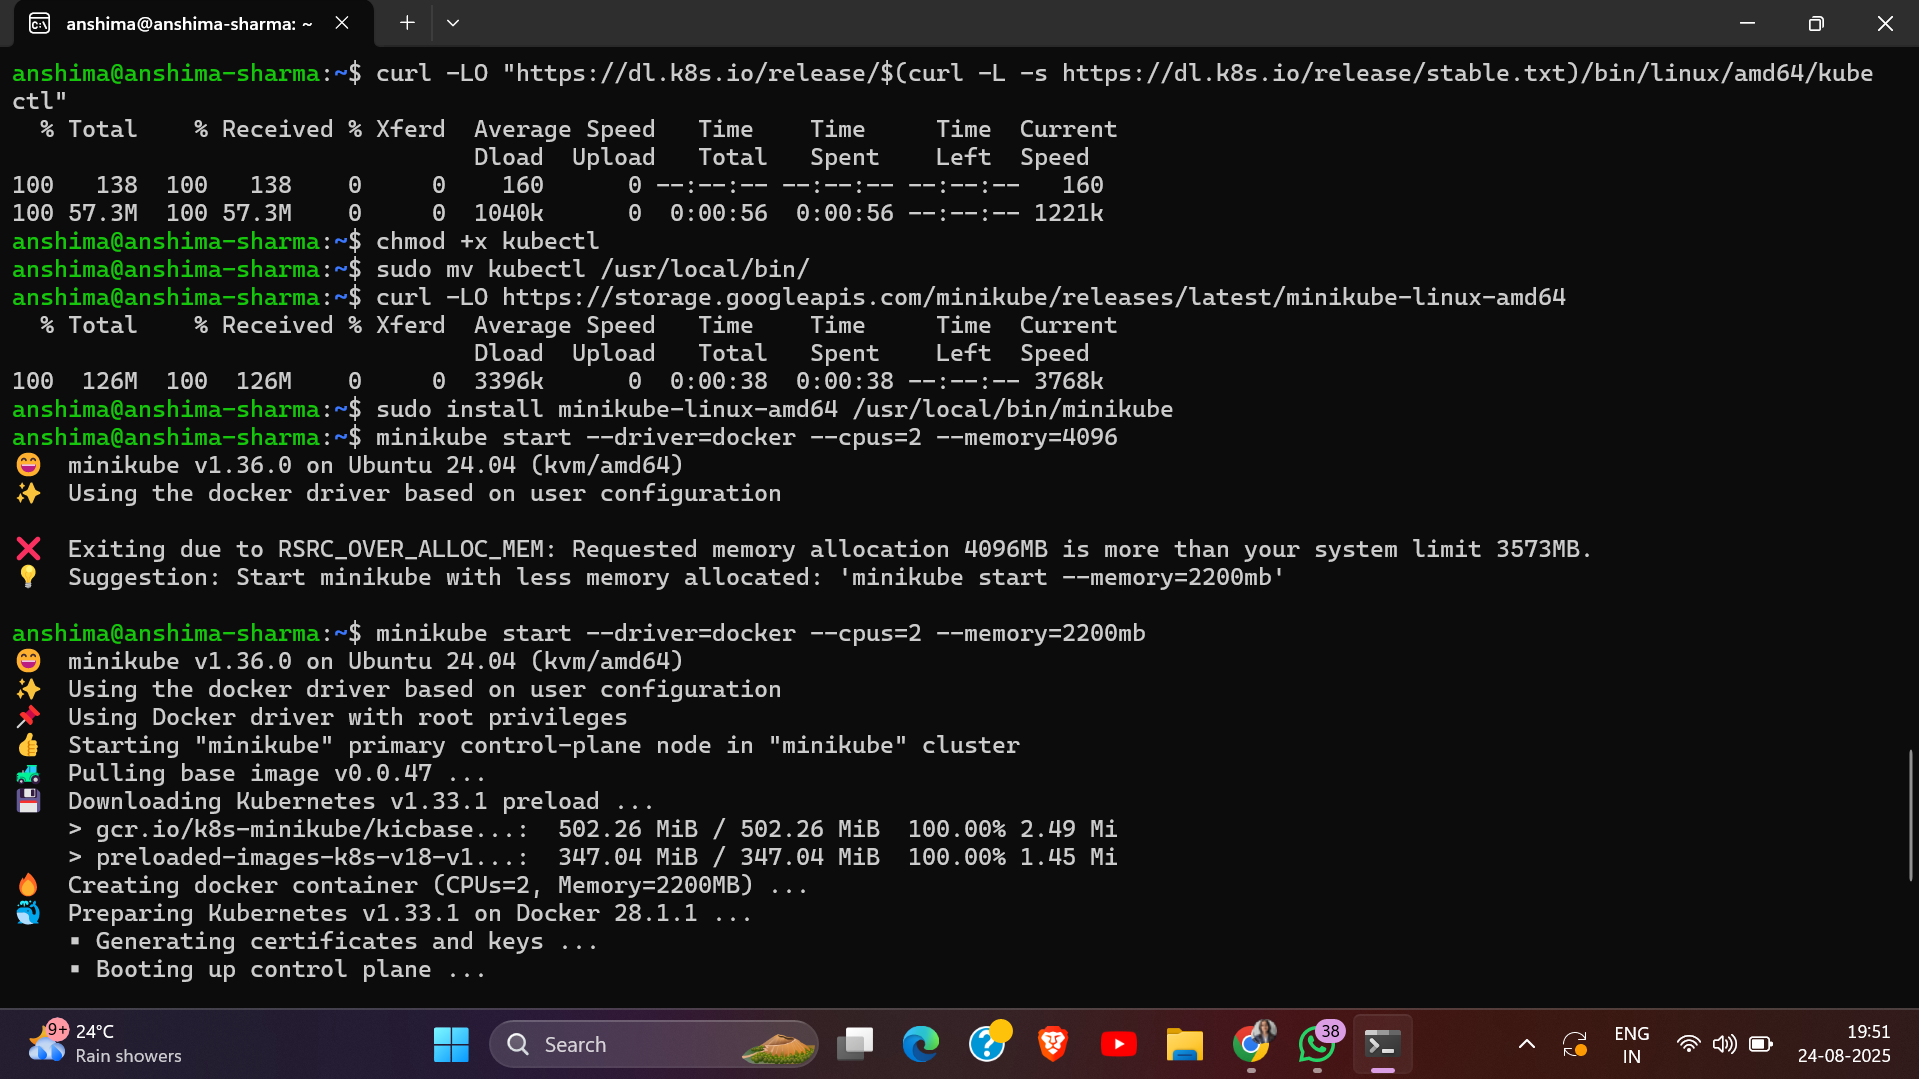 anshima@anshima-sharma: ~
anshima@anshima-sharma:~$ curl -LO "https://dl.k8s.io/release/$(curl -L -s https://dl.k8s.io/release/stable.txt)/bin/linux/amd64/kube
ctl"
  % Total    % Received % Xferd  Average Speed   Time    Time     Time  Current
                                 Dload  Upload   Total   Spent    Left  Speed
100   138  100   138    0     0    160      0 --:--:-- --:--:-- --:--:--   160
100 57.3M  100 57.3M    0     0  1040k      0  0:00:56  0:00:56 --:--:-- 1221k
anshima@anshima-sharma:~$ chmod +x kubectl
anshima@anshima-sharma:~$ sudo mv kubectl /usr/local/bin/
anshima@anshima-sharma:~$ curl -LO https://storage.googleapis.com/minikube/releases/latest/minikube-linux-amd64
  % Total    % Received % Xferd  Average Speed   Time    Time     Time  Current
                                 Dload  Upload   Total   Spent    Left  Speed
100  126M  100  126M    0     0  3396k      0  0:00:38  0:00:38 --:--:-- 3768k
anshima@anshima-sharma:~$ sudo install minikube-linux-amd64 /usr/local/bin/minikube
anshima@anshima-sharma:~$ minikube start --driver=docker --cpus=2 --memory=4096
😄  minikube v1.36.0 on Ubuntu 24.04 (kvm/amd64)
✨  Using the docker driver based on user configuration
❌  Exiting due to RSRC_OVER_ALLOC_MEM: Requested memory allocation 4096MB is more than your system limit 3573MB.
💡  Suggestion: Start minikube with less memory allocated: 'minikube start --memory=2200mb'
anshima@anshima-sharma:~$ minikube start --driver=docker --cpus=2 --memory=2200mb
😄  minikube v1.36.0 on Ubuntu 24.04 (kvm/amd64)
✨  Using the docker driver based on user configuration
📌  Using Docker driver with root privileges
👍  Starting "minikube" primary control-plane node in "minikube" cluster
🚜  Pulling base image v0.0.47 ...
💾  Downloading Kubernetes v1.33.1 preload ...
    > gcr.io/k8s-minikube/kicbase...:  502.26 MiB / 502.26 MiB  100.00% 2.49 Mi
    > preloaded-images-k8s-v18-v1...:  347.04 MiB / 347.04 MiB  100.00% 1.45 Mi
🔥  Creating docker container (CPUs=2, Memory=2200MB) ...
🐳  Preparing Kubernetes v1.33.1 on Docker 28.1.1 ...
    ▪ Generating certificates and keys ...
    ▪ Booting up control plane ...
9+
24°C
Rain showers
Search
38
ENG
IN
19:51
24-08-2025